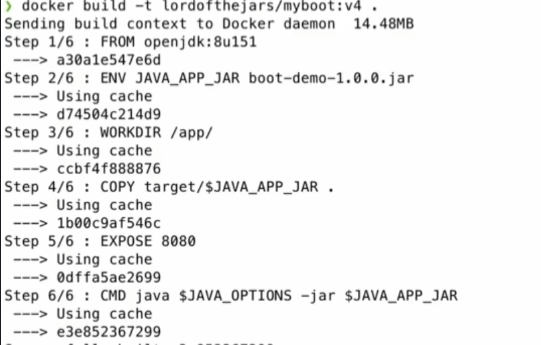 ❯ docker build -t lordofthejars/myboot:v4 .
Sending build context to Docker daemon  14.48MB
Step 1/6 : FROM openjdk:8u151
 ---> a30a1e547e6d
Step 2/6 : ENV JAVA_APP_JAR boot-demo-1.0.0.jar
 ---> Using cache
 ---> d74504c214d9
Step 3/6 : WORKDIR /app/
 ---> Using cache
 ---> ccbf4f888876
Step 4/6 : COPY target/$JAVA_APP_JAR .
 ---> Using cache
 ---> 1b00c9af546c
Step 5/6 : EXPOSE 8080
 ---> Using cache
 ---> 0dffa5ae2699
Step 6/6 : CMD java $JAVA_OPTIONS -jar $JAVA_APP_JAR
 ---> Using cache
 ---> e3e852367299